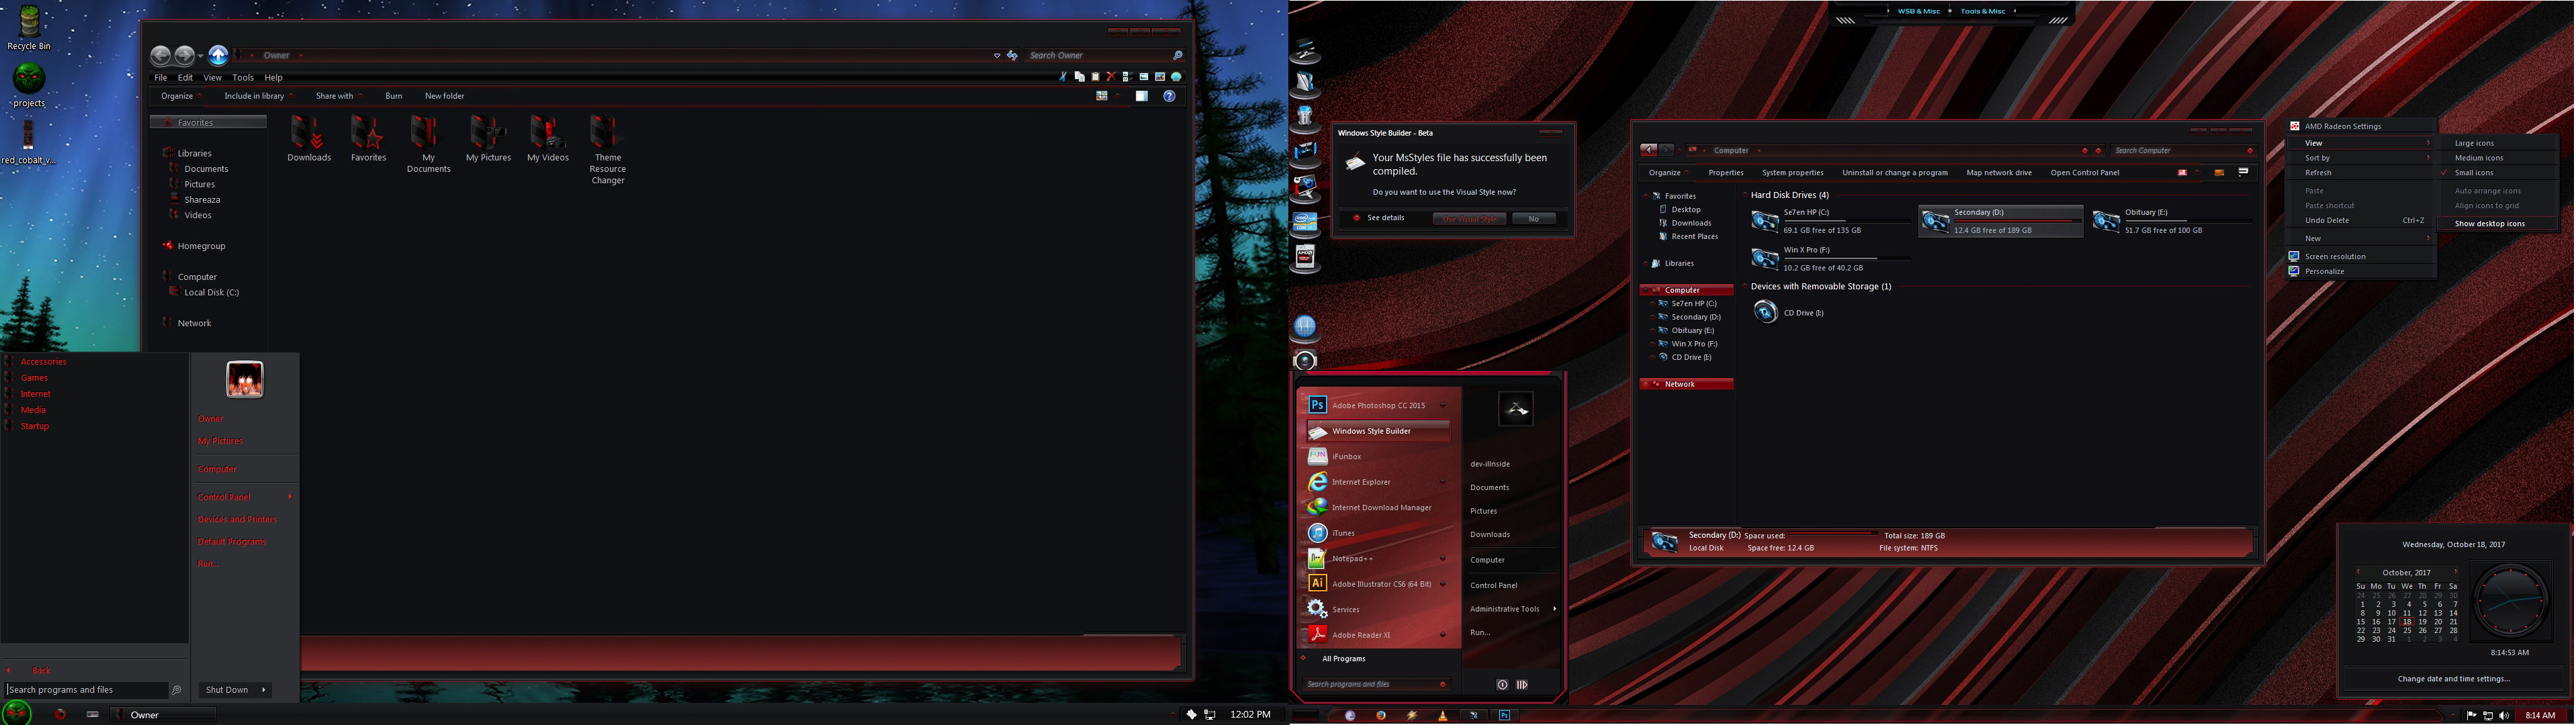 Recycle Bin
projects
red_cobalt_v...
Owner
Search Owner
File Edit View Tools Help
Organize Include in library Share with Burn New folder
Favorites
Libraries
Documents
Pictures
Shareaza
Videos
Homegroup
Computer
Local Disk (C:)
Network
Downloads
Favorites
My Documents
My Pictures
My Videos
Theme Resource Changer
Accessories
Games
Internet
Media
Startup
Back
Search programs and files
Owner
My Pictures
Computer
Control Panel
Devices and Printers
Default Programs
Run...
Shut Down
Owner
12:02 PM
WSB & Misc Tools & Misc
Windows Style Builder - Beta
Your MsStyles file has successfully been
compiled.
Do you want to use the Visual Style now?
See details Use Visual Style No
Adobe Photoshop CC 2015
Windows Style Builder
iFunbox
Internet Explorer
Internet Download Manager
iTunes
Notepad++
Adobe Illustrator CS6 (64 Bit)
Services
Adobe Reader XI
All Programs
Search programs and files
dev-illnside
Documents
Pictures
Downloads
Computer
Control Panel
Administrative Tools
Run...
Computer
Search Computer
Organize Properties System properties Uninstall or change a program Map network drive Open Control Panel
Favorites
Desktop
Downloads
Recent Places
Libraries
Computer
Se7en HP (C:)
Secondary (D:)
Obituary (E:)
Win X Pro (F:)
CD Drive (I:)
Network
Hard Disk Drives (4)
Se7en HP (C:)
69.1 GB free of 135 GB
Secondary (D:)
12.4 GB free of 189 GB
Obituary (E:)
51.7 GB free of 100 GB
Win X Pro (F:)
10.2 GB free of 40.2 GB
Devices with Removable Storage (1)
CD Drive (I:)
Secondary (D:) Space used: Total size: 189 GB
Local Disk Space free: 12.4 GB File system: NTFS
AMD Radeon Settings
View
Sort by
Refresh
Paste
Paste shortcut
Undo Delete Ctrl+Z
New
Screen resolution
Personalize
Large icons
Medium icons
Small icons
Auto arrange icons
Align icons to grid
Show desktop icons
Wednesday, October 18, 2017
October, 2017
Su Mo Tu We Th Fr Sa
24 25 26 27 28 29 30
1 2 3 4 5 6 7
8 9 10 11 12 13 14
15 16 17 18 19 20 21
22 23 24 25 26 27 28
29 30 31 1 2 3 4
8:14:53 AM
Change date and time settings...
8:14 AM